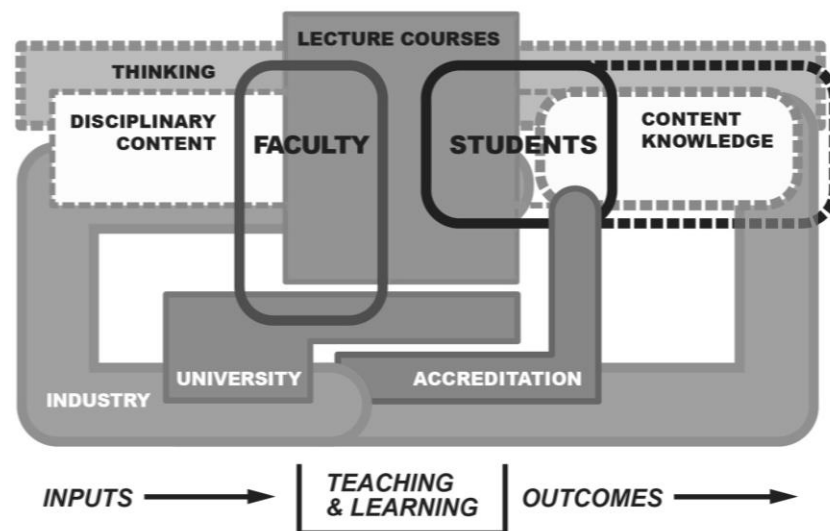 LECTURE COURSES
THINKING
DISCIPLINARY
CONTENT
FACULTY
STUDENTS
CONTENT
KNOWLEDGE
UNIVERSITY
ACCREDITATION
INDUSTRY
INPUTS
TEACHING
& LEARNING
OUTCOMES